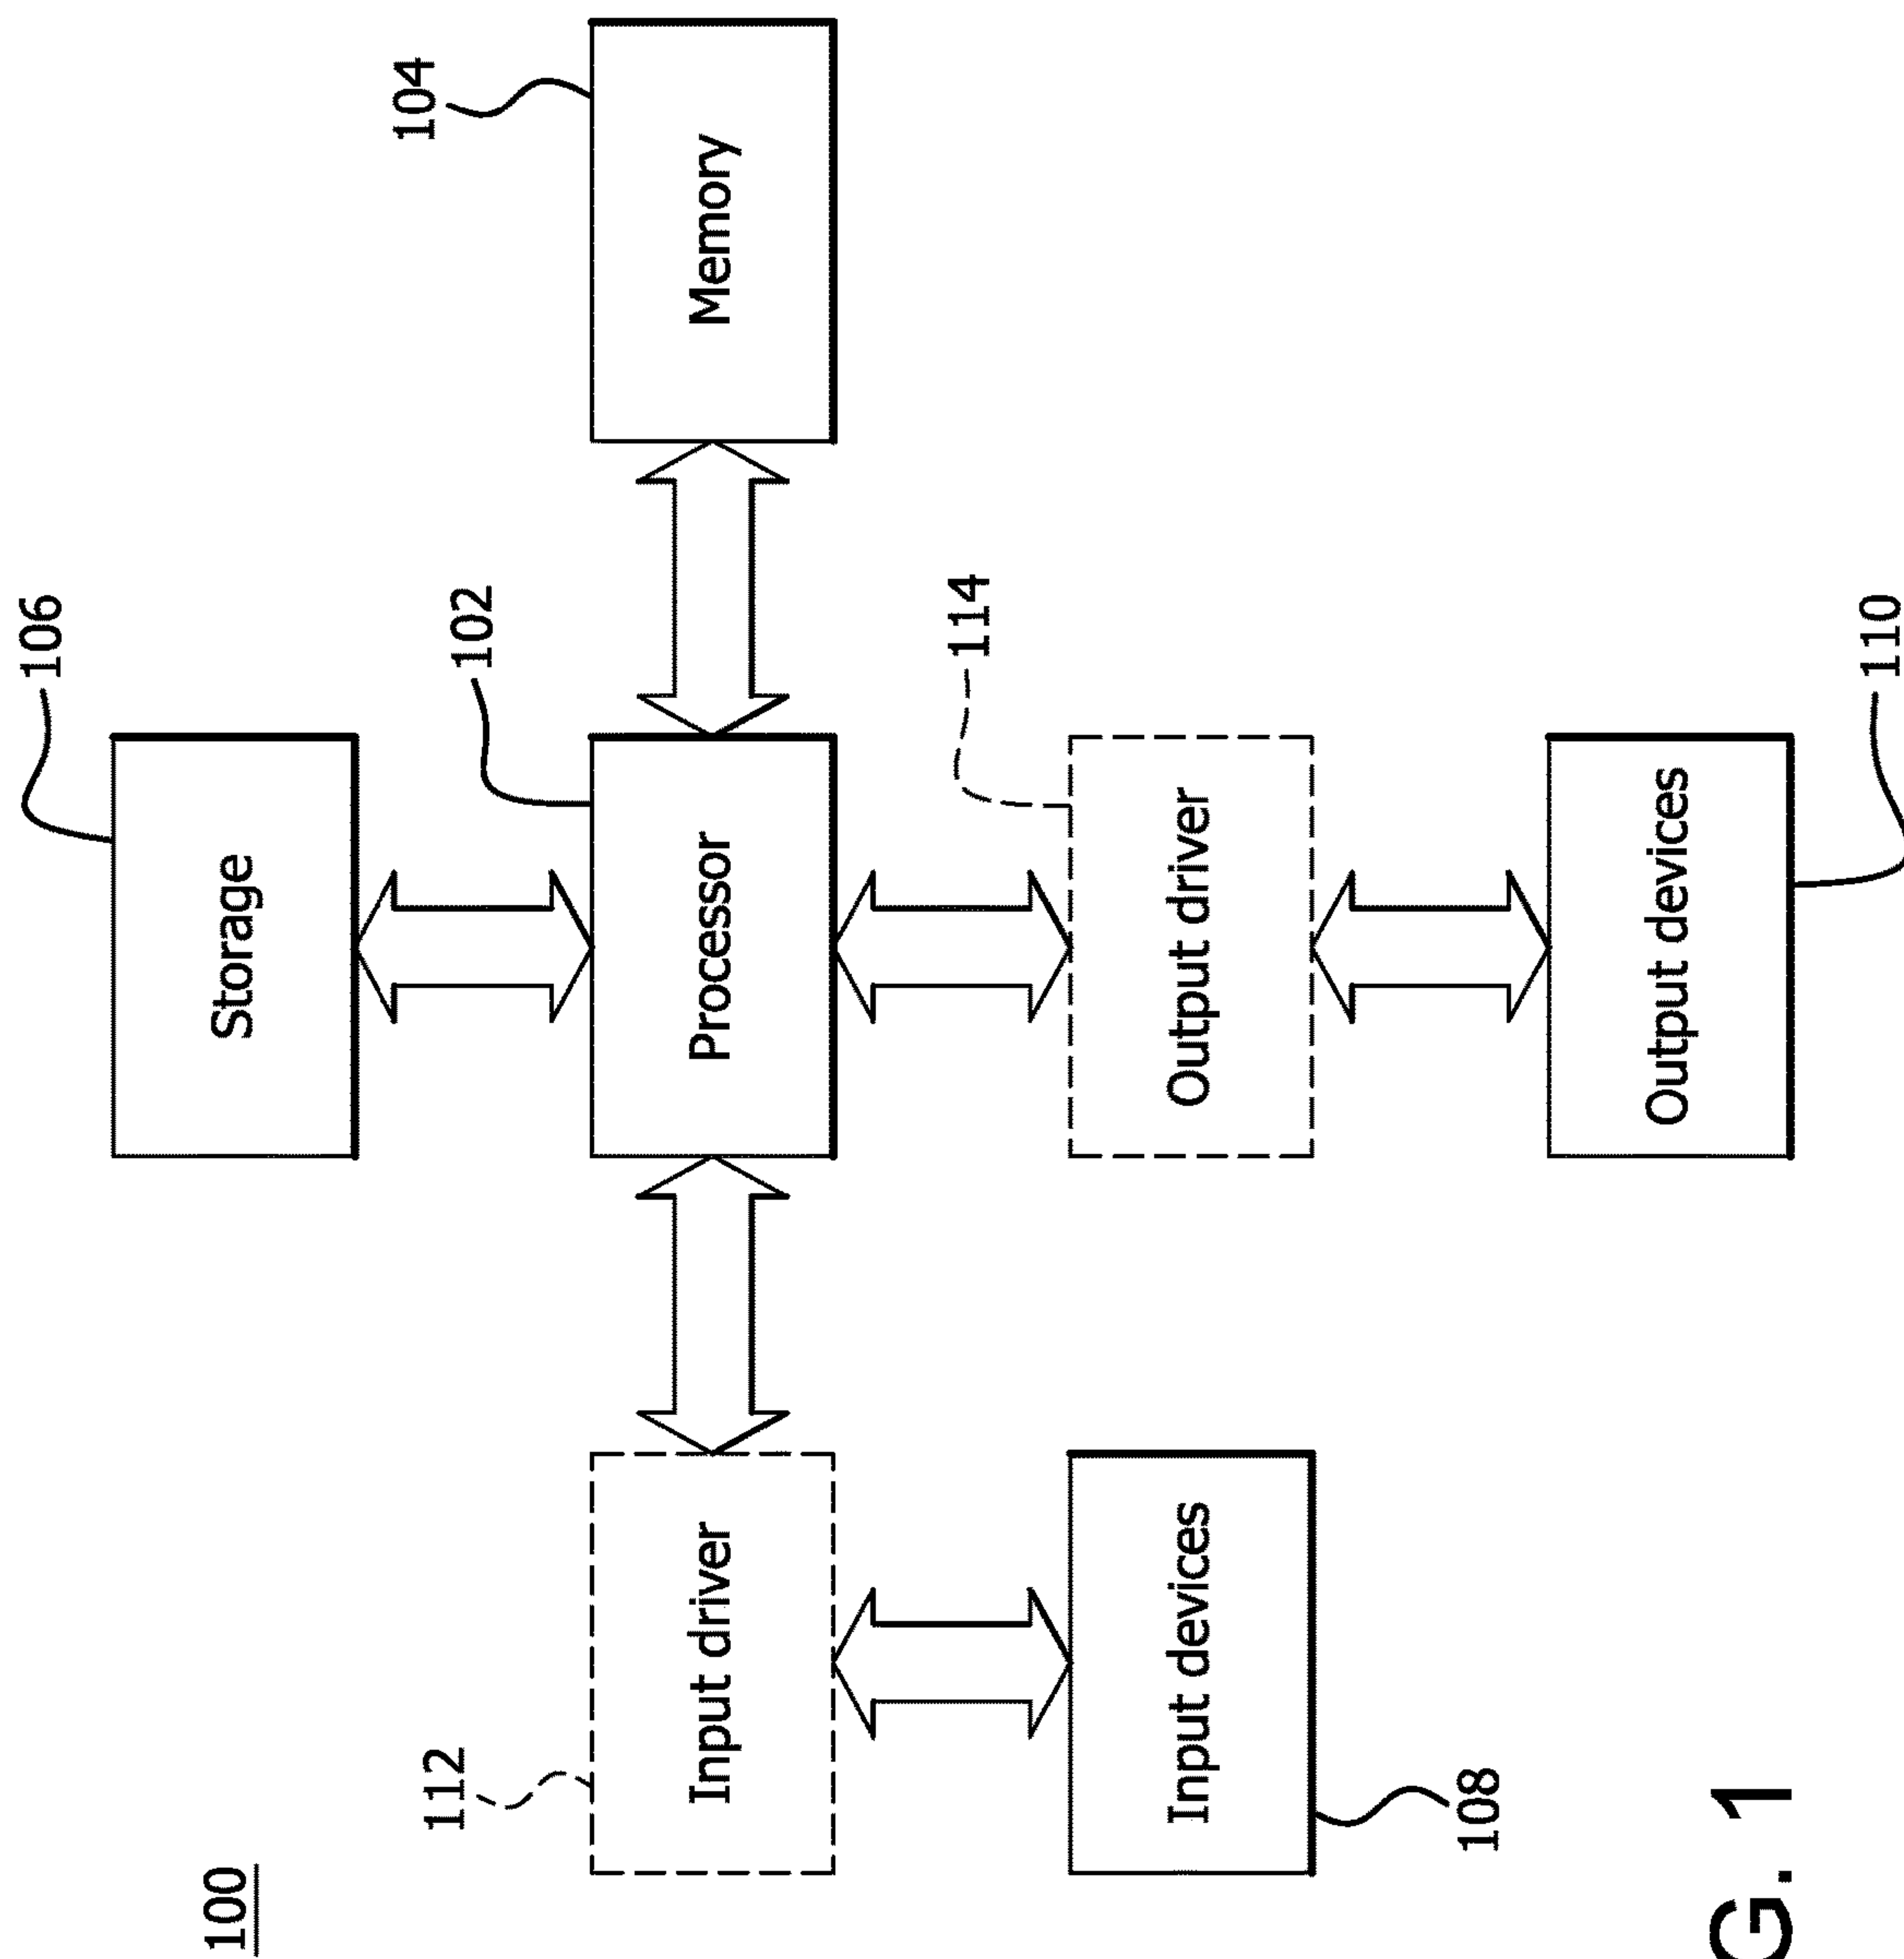 106
100
Storage
104
112
102
Input driver
Processor
Memory
114
Input devices
Output driver
108
Output devices
G. 1
110